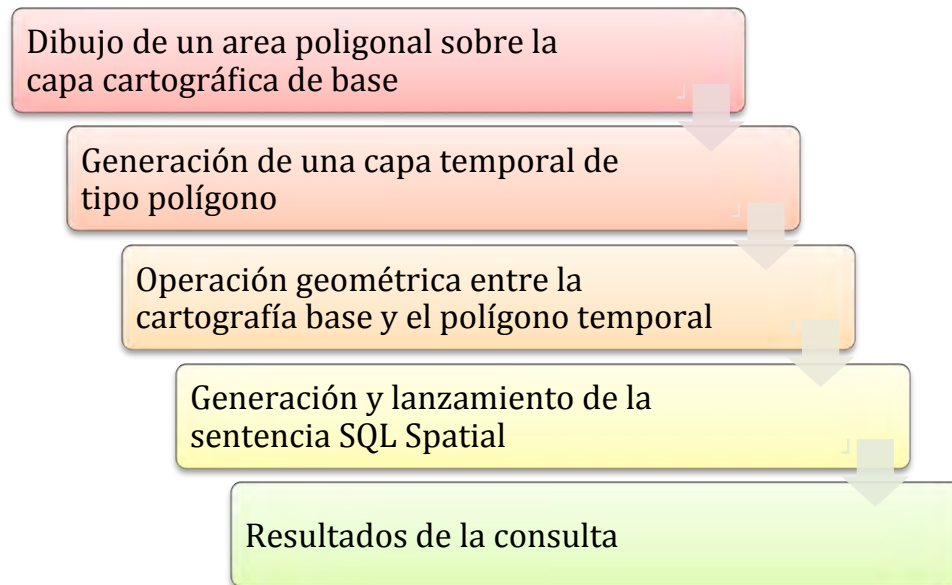 Dibujo de un area poligonal sobre la
capa cartográfica de base
Generación de una capa temporal de
tipo polígono
Operación geométrica entre la
cartografía base y el polígono temporal
Generación y lanzamiento de la
sentencia SQL Spatial
Resultados de la consulta